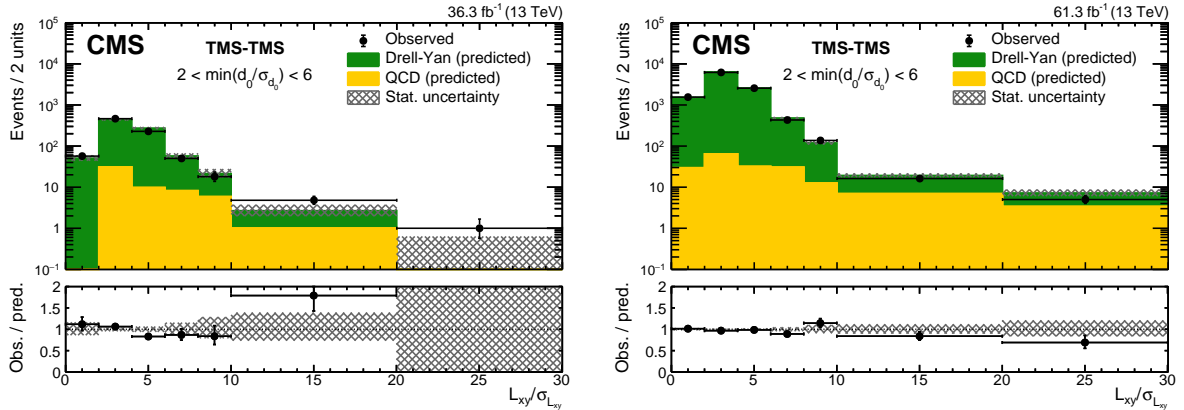 36.3 fb⁻¹ (13 TeV)
CMS
TMS-TMS
2 < min(d₀/σ_d₀) < 6
Observed
Drell-Yan (predicted)
QCD (predicted)
Stat. uncertainty
Events / 2 units
10⁵
10⁴
10³
10²
10
1
10⁻¹
Obs. / pred.
2
1.5
1
0.5
0
0 5 10 15 20 25 30
L_xy/σ_L_xy
61.3 fb⁻¹ (13 TeV)
CMS
TMS-TMS
2 < min(d₀/σ_d₀) < 6
Observed
Drell-Yan (predicted)
QCD (predicted)
Stat. uncertainty
Events / 2 units
10⁵
10⁴
10³
10²
10
1
10⁻¹
Obs. / pred.
2
1.5
1
0.5
0
0 5 10 15 20 25 30
L_xy/σ_L_xy